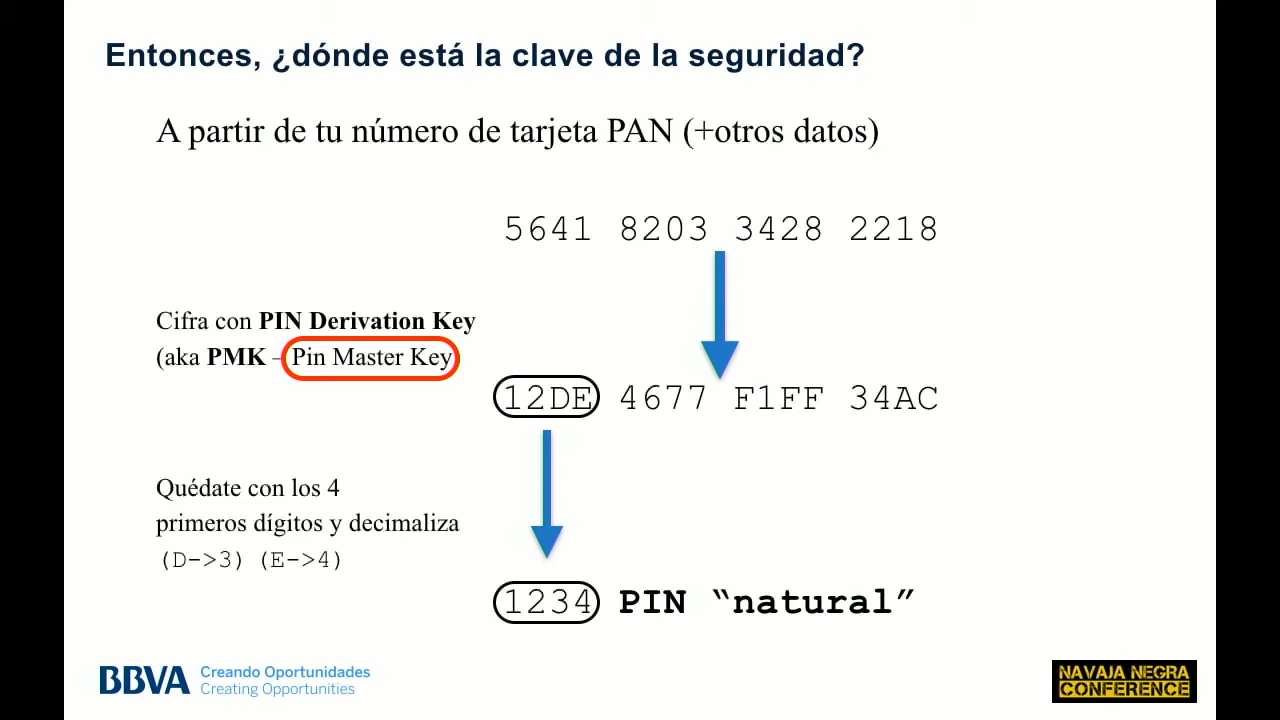 Entonces, ¿dónde está la clave de la seguridad?
A partir de tu número de tarjeta PAN (+otros datos)
5641 8203 3428 2218
Cifra con PIN Derivation Key
(aka PMK – Pin Master Key)
12DE 4677 F1FF 34AC
Quédate con los 4
primeros dígitos y decimaliza
(D->3) (E->4)
1234 PIN “natural”
BBVA
Creando Oportunidades
Creating Opportunities
NAVAJA NEGRA
CONFERENCE